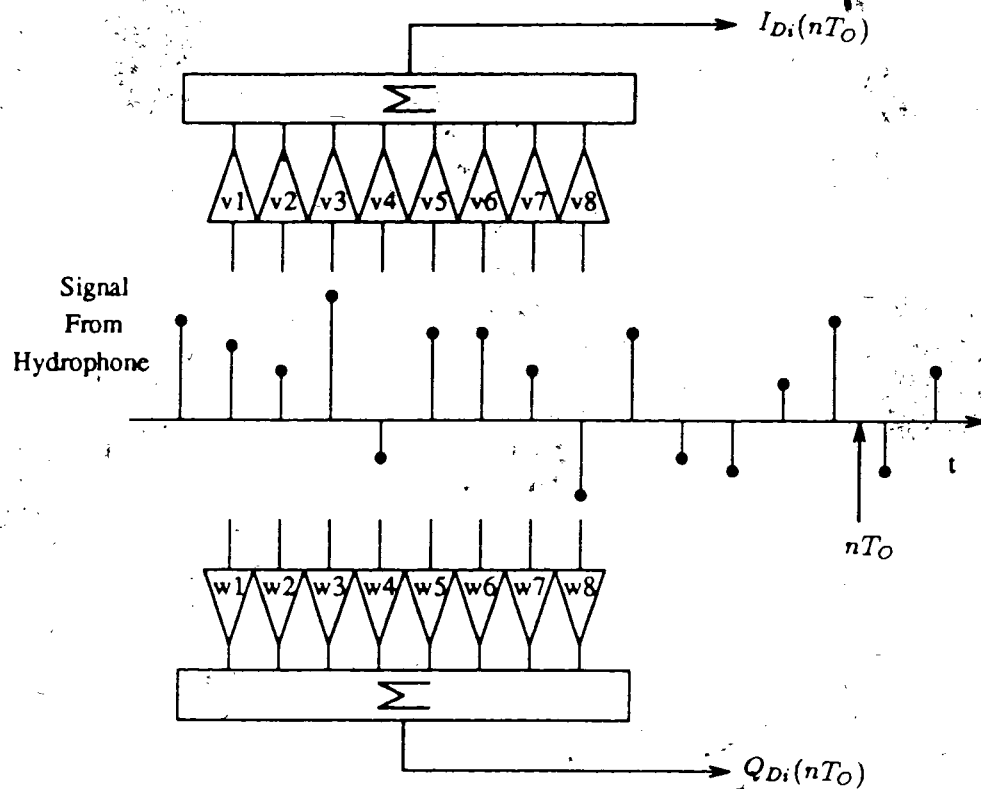 I_{Di}(nT_O)
Σ
v1 v2 v3 v4 v5 v6 v7 v8
Signal
From
Hydrophone
t
nT_O
w1 w2 w3 w4 w5 w6 w7 w8
Σ
Q_{Di}(nT_O)